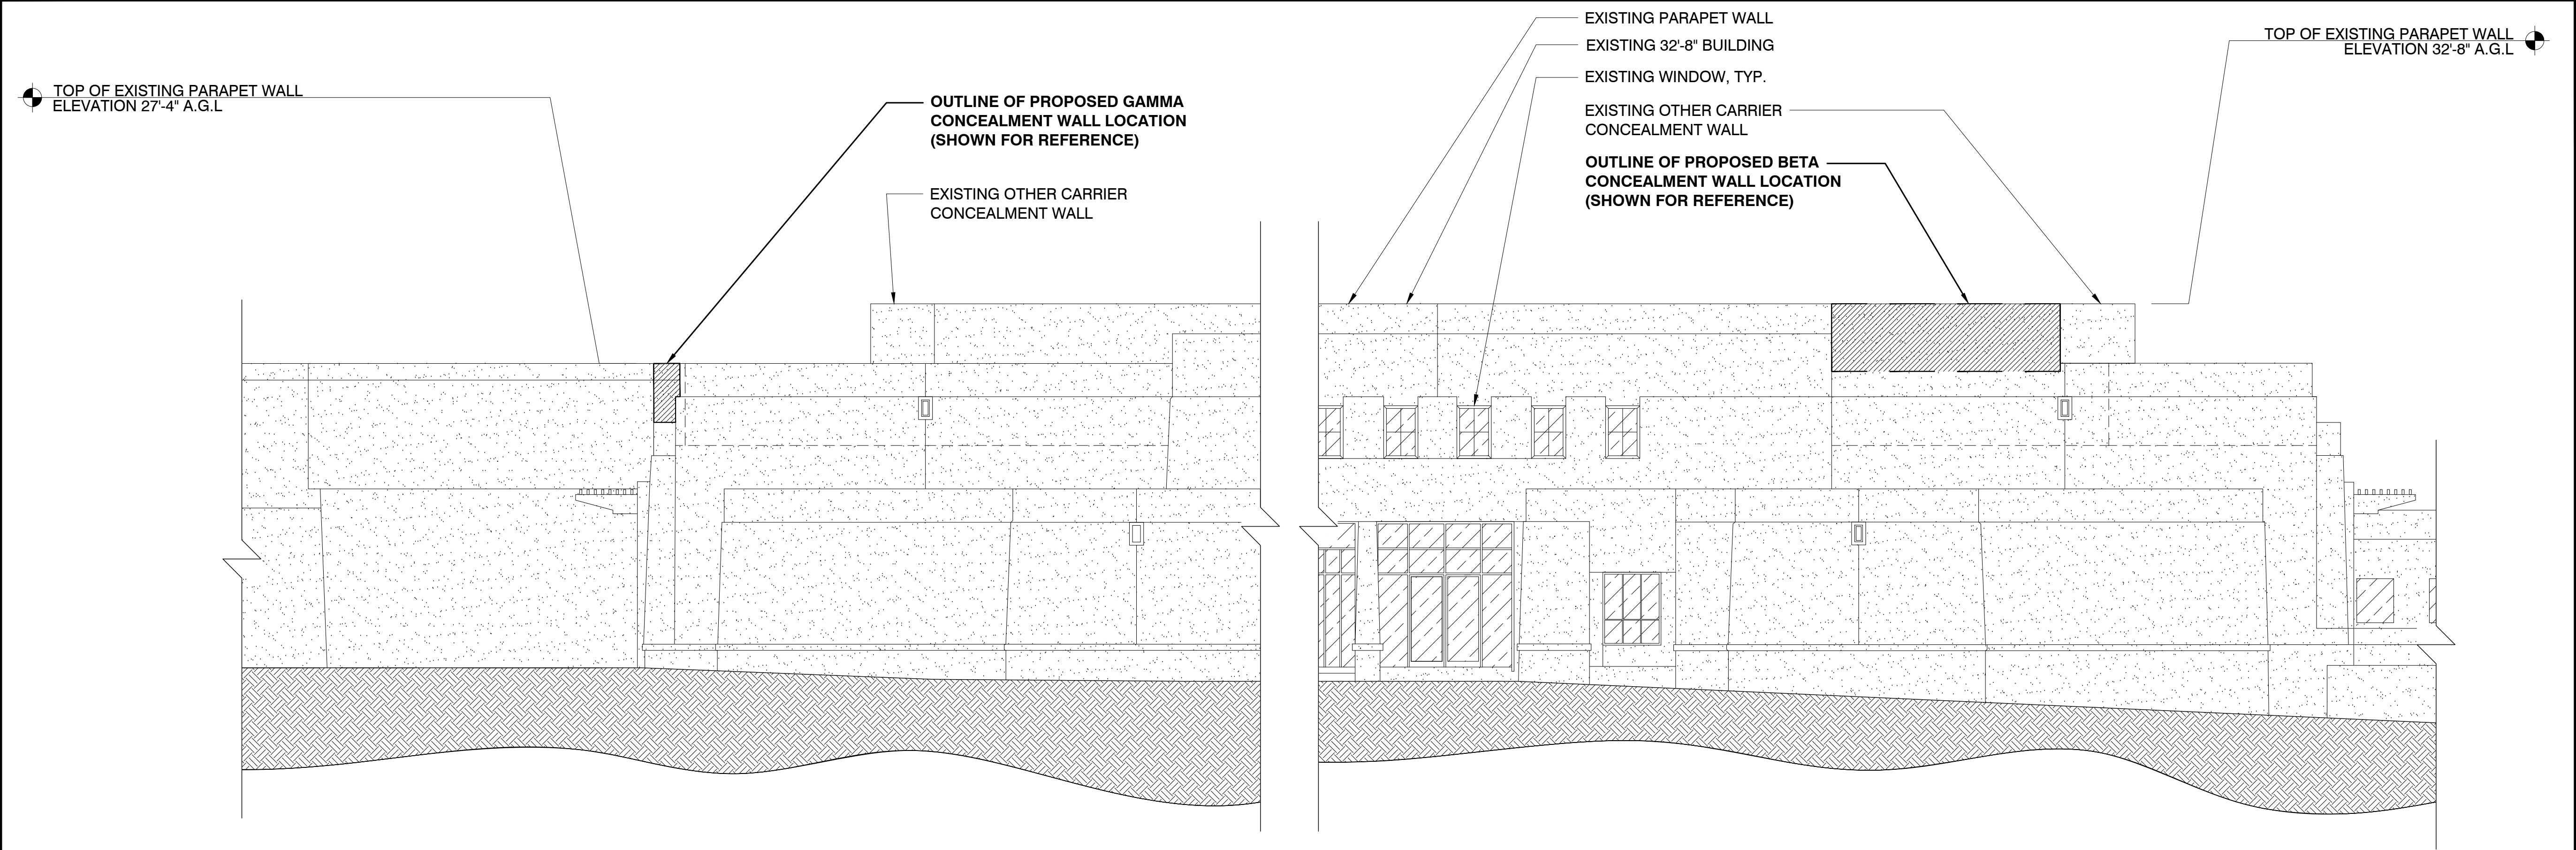 TOP OF EXISTING PARAPET WALL
ELEVATION 27'-4" A.G.L
OUTLINE OF PROPOSED GAMMA
CONCEALMENT WALL LOCATION
(SHOWN FOR REFERENCE)
EXISTING OTHER CARRIER
CONCEALMENT WALL
EXISTING PARAPET WALL
EXISTING 32'-8" BUILDING
EXISTING WINDOW, TYP.
EXISTING OTHER CARRIER
CONCEALMENT WALL
OUTLINE OF PROPOSED BETA
CONCEALMENT WALL LOCATION
(SHOWN FOR REFERENCE)
TOP OF EXISTING PARAPET WALL
ELEVATION 32'-8" A.G.L